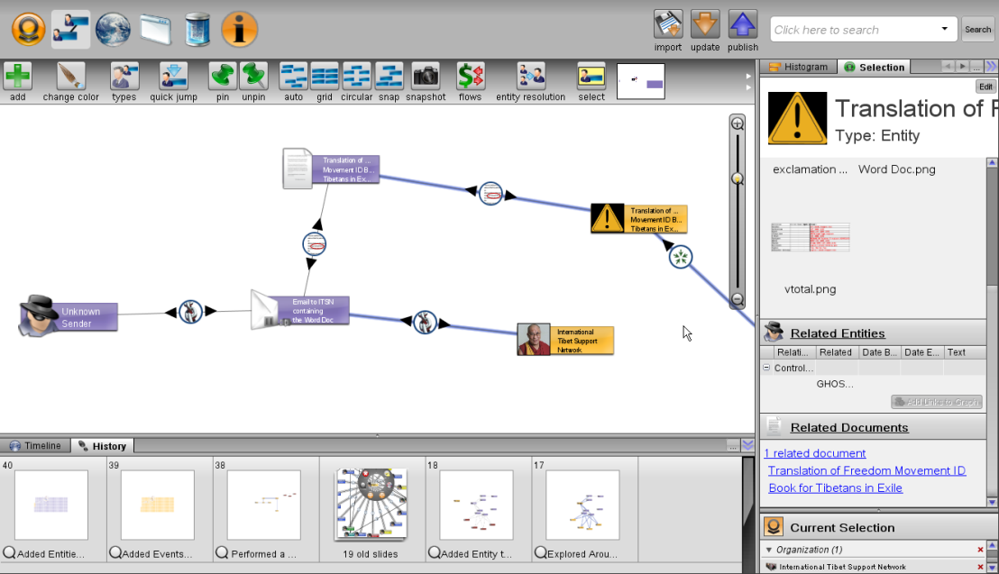 import
update
publish
Click here to search
Search
add
change color
types
quick jump
pin
unpin
auto
grid
circular
snap
snapshot
flows
entity resolution
select
Histogram
Selection
...
Edit
Translation of F
Type: Entity
exclamation ...
Word Doc.png
vtotal.png
Translation of ...
Movement ID B...
Tibetans in Ex...
Translation of ...
Movement ID B...
Tibetans in Ex...
Unknown
Sender
Email to ITSN
containing
the Word Doc
International
Tibet Support
Network
Related Entities
Relati...
Related
Date B...
Date E...
Text
Control...
GHOS...
Add Links to Graph
Related Documents
1 related document
Translation of Freedom Movement ID
Book for Tibetans in Exile
Current Selection
Organization (1)
International Tibet Support Network
Timeline
History
...
40
39
38
18
17
Added Entitie...
Added Events...
Performed a ...
19 old slides
Added Entity t...
Explored Arou...